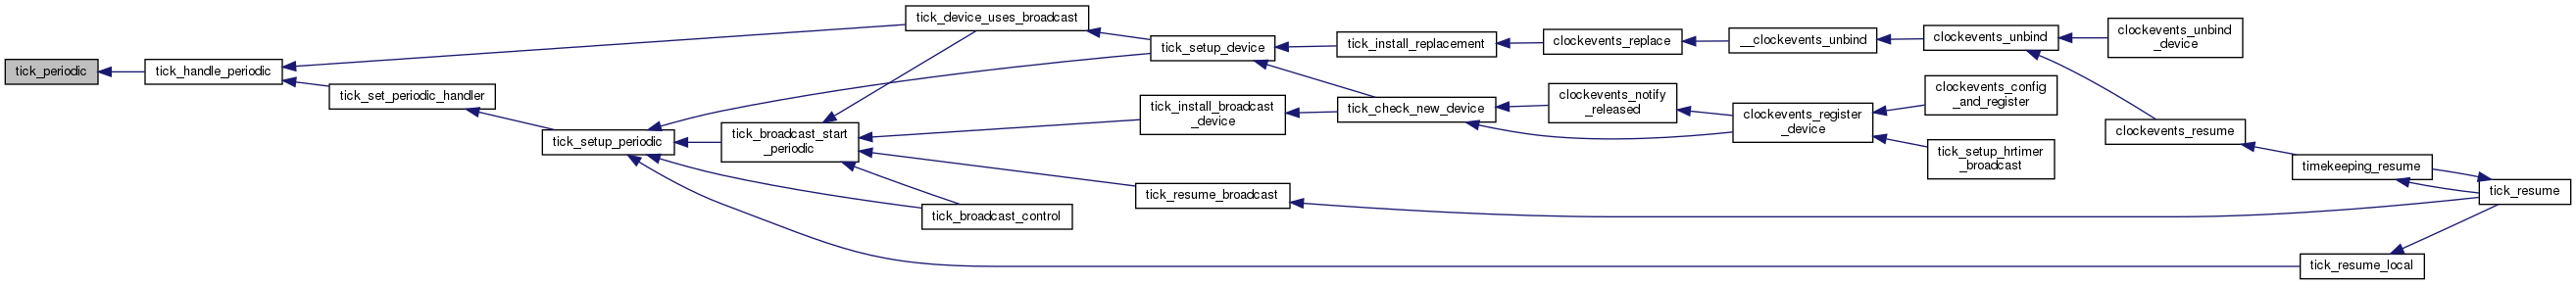 tick_periodic
tick_handle_periodic
tick_set_periodic_handler
tick_setup_periodic
tick_device_uses_broadcast
tick_broadcast_start
_periodic
tick_broadcast_control
tick_setup_device
tick_install_broadcast
_device
tick_resume_broadcast
tick_install_replacement
tick_check_new_device
clockevents_replace
clockevents_notify
_released
__clockevents_unbind
clockevents_register
_device
clockevents_unbind
clockevents_config
_and_register
tick_setup_hrtimer
_broadcast
clockevents_unbind
_device
clockevents_resume
timekeeping_resume
tick_resume_local
tick_resume